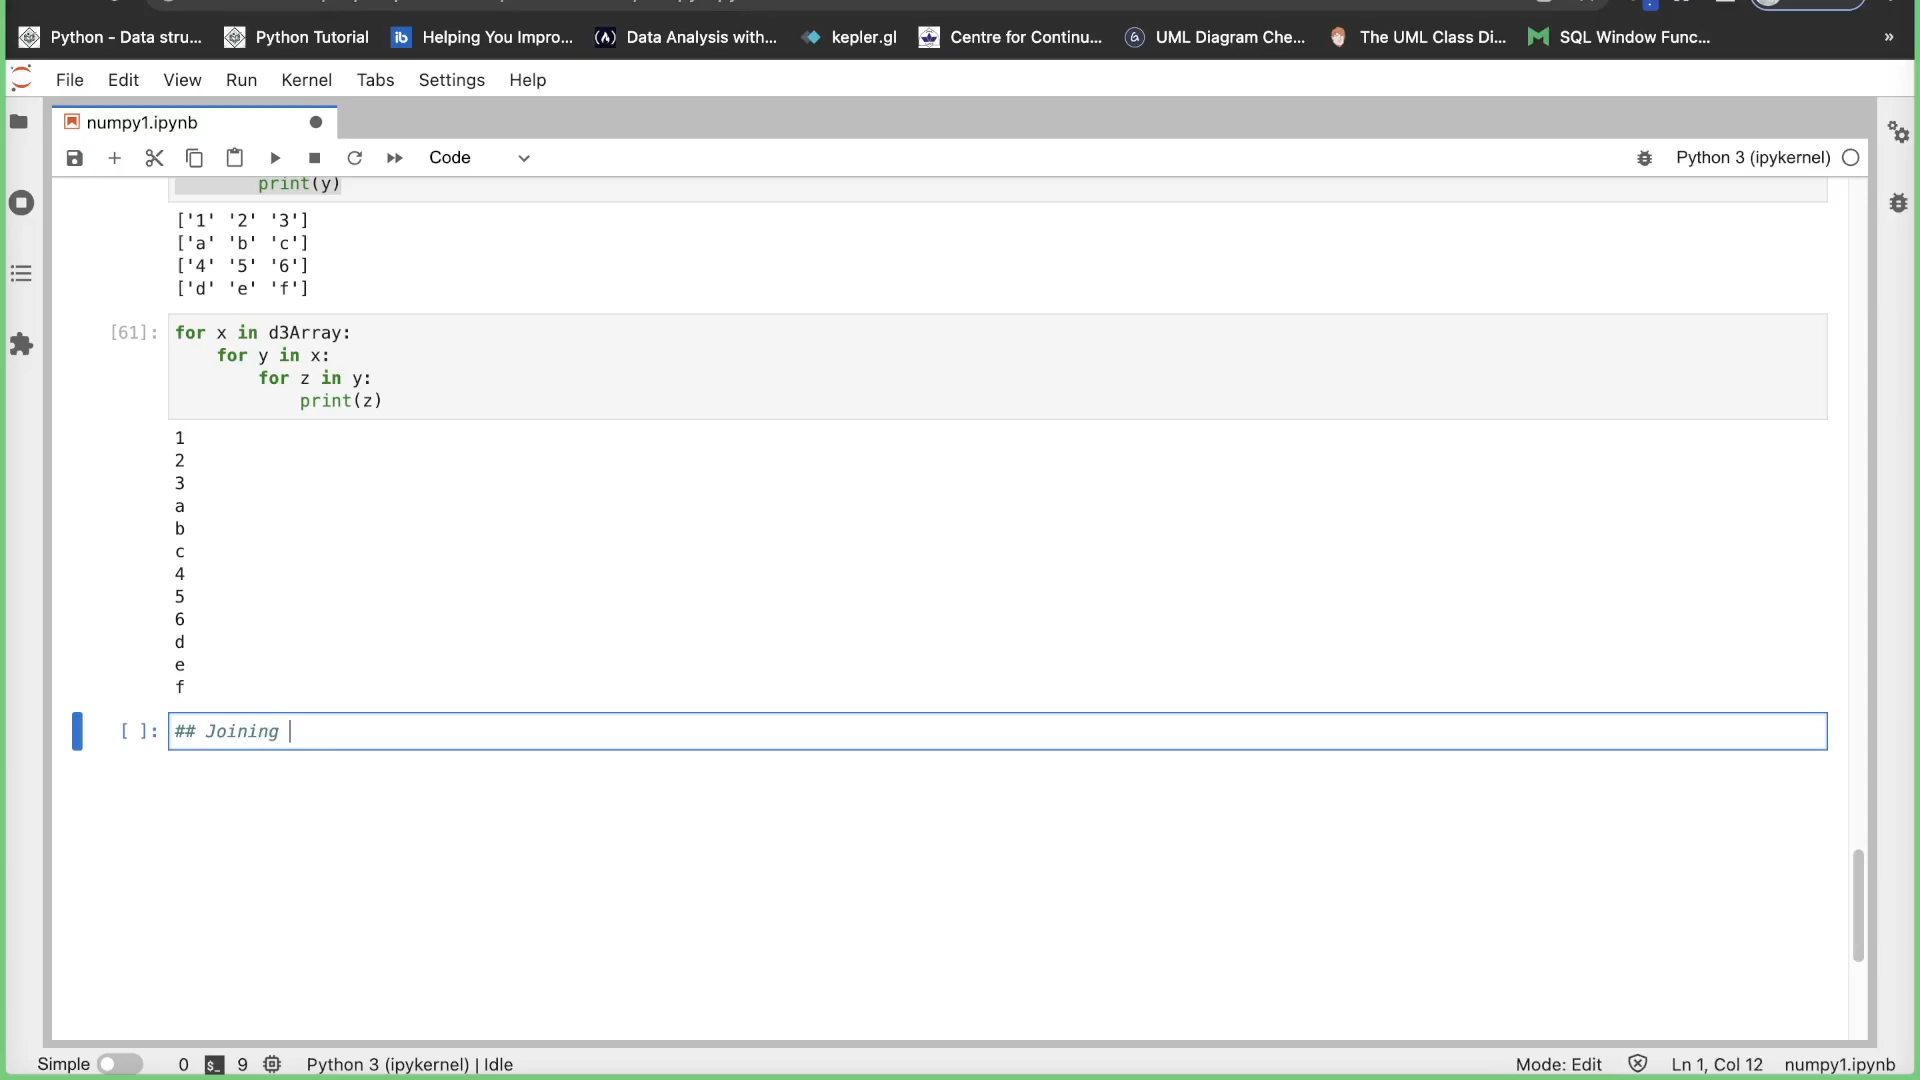 Python - Data stru... Python Tutorial ib Helping You Impro... (A) Data Analysis with... kepler.gl Centre for Continu... UML Diagram Che... The UML Class Di... SQL Window Func... »
File Edit View Run Kernel Tabs Settings Help
numpy1.ipynb
Code Python 3 (ipykernel)
print(y)
['1' '2' '3']
['a' 'b' 'c']
['4' '5' '6']
['d' 'e' 'f']
[61]: for x in d3Array:
for y in x:
for z in y:
print(z)
1
2
3
a
b
c
4
5
6
d
e
f
[ ]: ## Joining
Simple 0 $_ 9 Python 3 (ipykernel) | Idle Mode: Edit Ln 1, Col 12 numpy1.ipynb